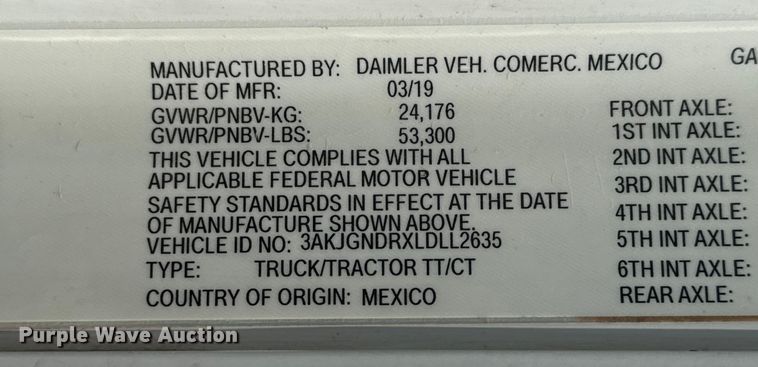 MANUFACTURED BY: DAIMLER VEH. COMERC. MEXICO GA
DATE OF MFR: 03/19
GVWR/PNBV-KG: 24,176
GVWR/PNBV-LBS: 53,300
THIS VEHICLE COMPLIES WITH ALL
APPLICABLE FEDERAL MOTOR VEHICLE
SAFETY STANDARDS IN EFFECT AT THE DATE
OF MANUFACTURE SHOWN ABOVE.
VEHICLE ID NO: 3AKJGNDRXLDLL2635
TYPE: TRUCK/TRACTOR TT/CT
COUNTRY OF ORIGIN: MEXICO
FRONT AXLE:
1ST INT AXLE:
2ND INT AXLE:
3RD INT AXLE:
4TH INT AXLE:
5TH INT AXLE:
6TH INT AXLE:
REAR AXLE:
Purple Wave Auction